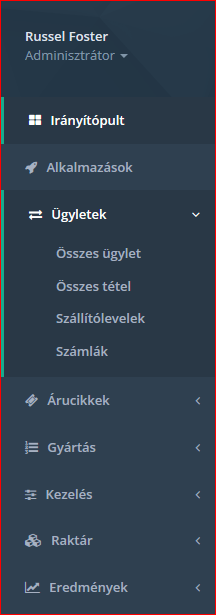 Russel Foster
Adminisztrátor
Irányítópult
Alkalmazások
Ügyletek
Összes ügylet
Összes tétel
Szállítólevelek
Számlák
Árucikkek
Gyártás
Kezelés
Raktár
Eredmények